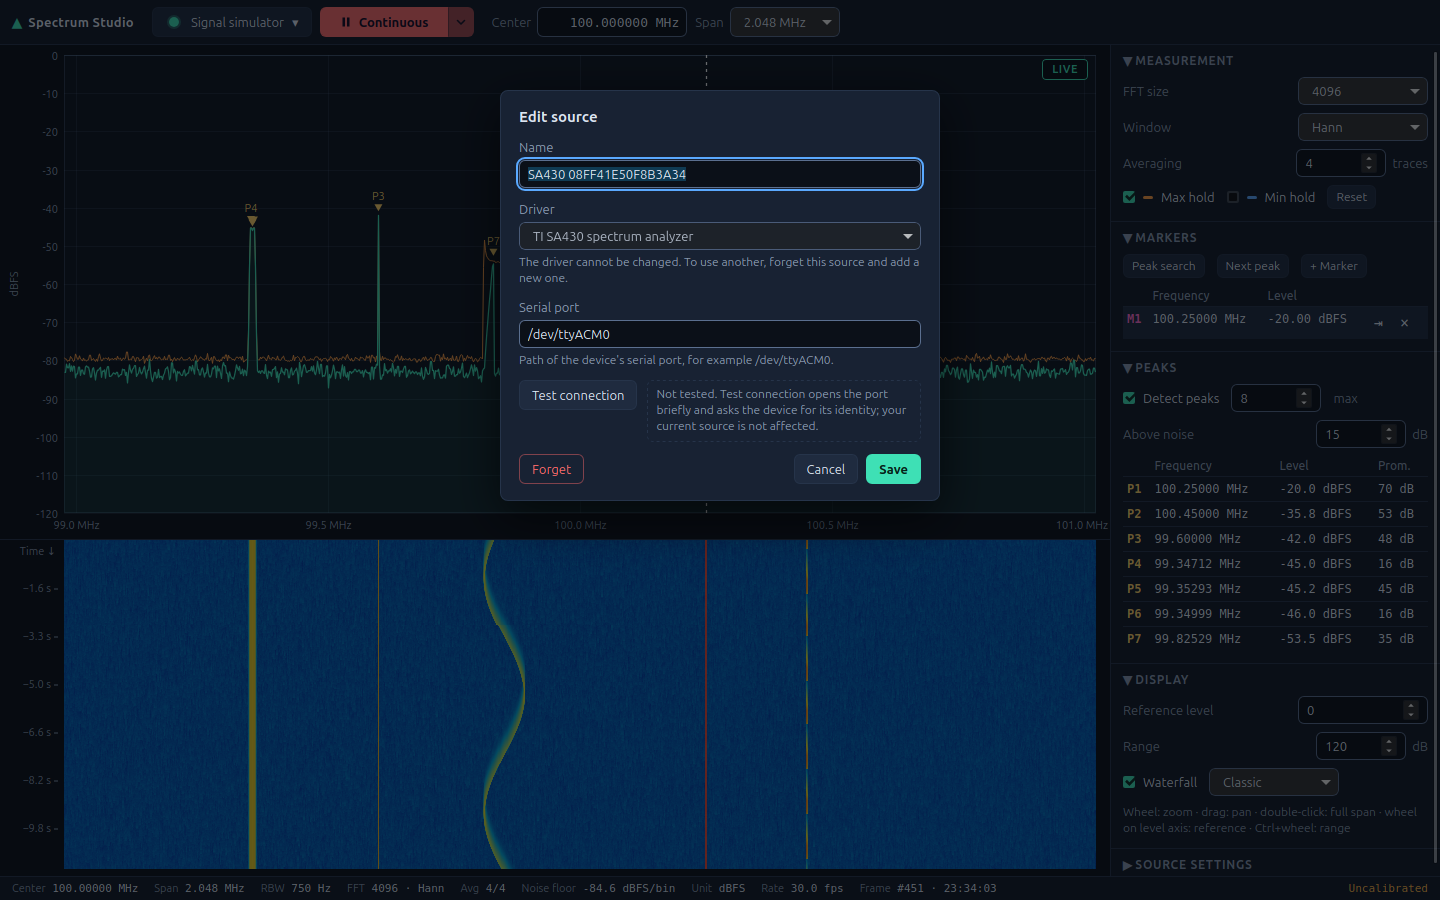 Spectrum Studio
Signal simulator
Continuous
Center 100.000000 MHz
Span 2.048 MHz
LIVE
0
-10
-20
-30
-40
-50
-60
-70
-80
-90
-100
-110
-120
dBFS
P4
P3
P7
99.0 MHz
99.5 MHz
100.0 MHz
100.5 MHz
101.0 MHz
Time ↓
−1.6 s
−3.3 s
−5.0 s
−6.6 s
−8.2 s
−9.8 s
Edit source
Name
SA430 08FF41E50F8B3A34
Driver
TI SA430 spectrum analyzer
The driver cannot be changed. To use another, forget this source and add a
new one.
Serial port
/dev/ttyACM0
Path of the device's serial port, for example /dev/ttyACM0.
Test connection
Not tested. Test connection opens the port
briefly and asks the device for its identity; your
current source is not affected.
Forget
Cancel
Save
MEASUREMENT
FFT size 4096
Window Hann
Averaging 4 traces
Max hold Min hold Reset
MARKERS
Peak search Next peak + Marker
Frequency Level
M1 100.25000 MHz -20.00 dBFS ⇥ ×
PEAKS
Detect peaks 8 max
Above noise 15 dB
Frequency Level Prom.
P1 100.25000 MHz -20.0 dBFS 70 dB
P2 100.45000 MHz -35.8 dBFS 53 dB
P3 99.60000 MHz -42.0 dBFS 48 dB
P4 99.34712 MHz -45.0 dBFS 16 dB
P5 99.35293 MHz -45.2 dBFS 45 dB
P6 99.34999 MHz -46.0 dBFS 16 dB
P7 99.82529 MHz -53.5 dBFS 35 dB
DISPLAY
Reference level 0
Range 120 dB
Waterfall Classic
Wheel: zoom · drag: pan · double-click: full span · wheel
on level axis: reference · Ctrl+wheel: range
SOURCE SETTINGS
Center 100.00000 MHz Span 2.048 MHz RBW 750 Hz FFT 4096 · Hann Avg 4/4 Noise floor -84.6 dBFS/bin Unit dBFS Rate 30.0 fps Frame #451 · 23:34:03 Uncalibrated